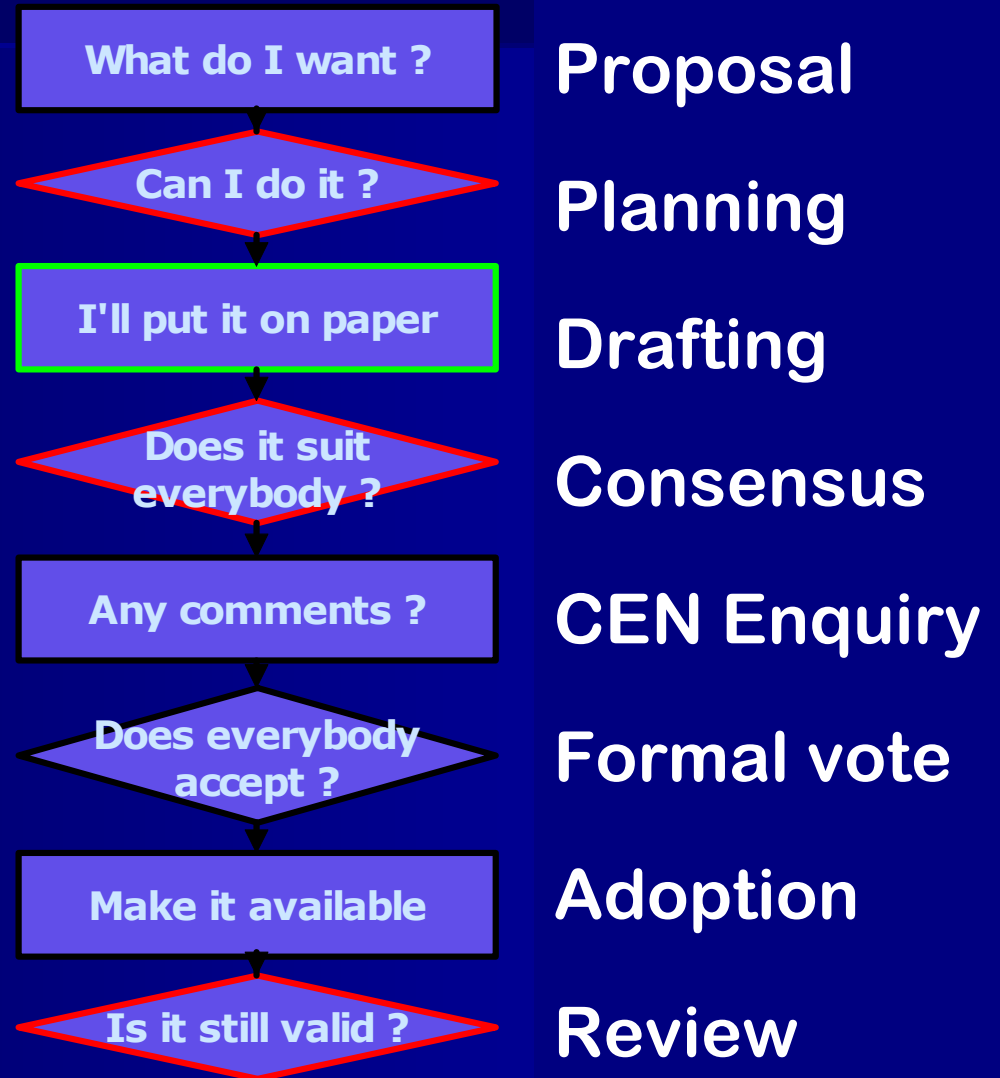 What do I want ?
Proposal
Can I do it ?
Planning
I'll put it on paper
Drafting
Does it suit
everybody ?
Consensus
Any comments ?
CEN Enquiry
Does everybody
accept ?
Formal vote
Make it available
Adoption
Is it still valid ?
Review